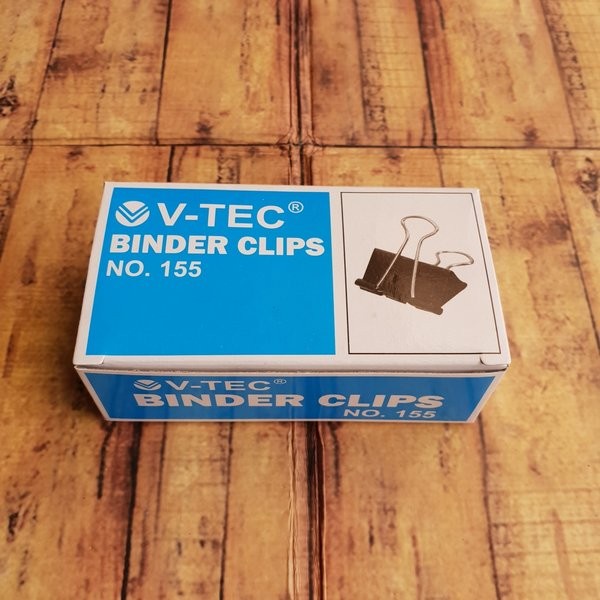 V-TEC®
BINDER CLIPS
NO. 155
V-TEC®
BINDER CLIPS
NO. 155